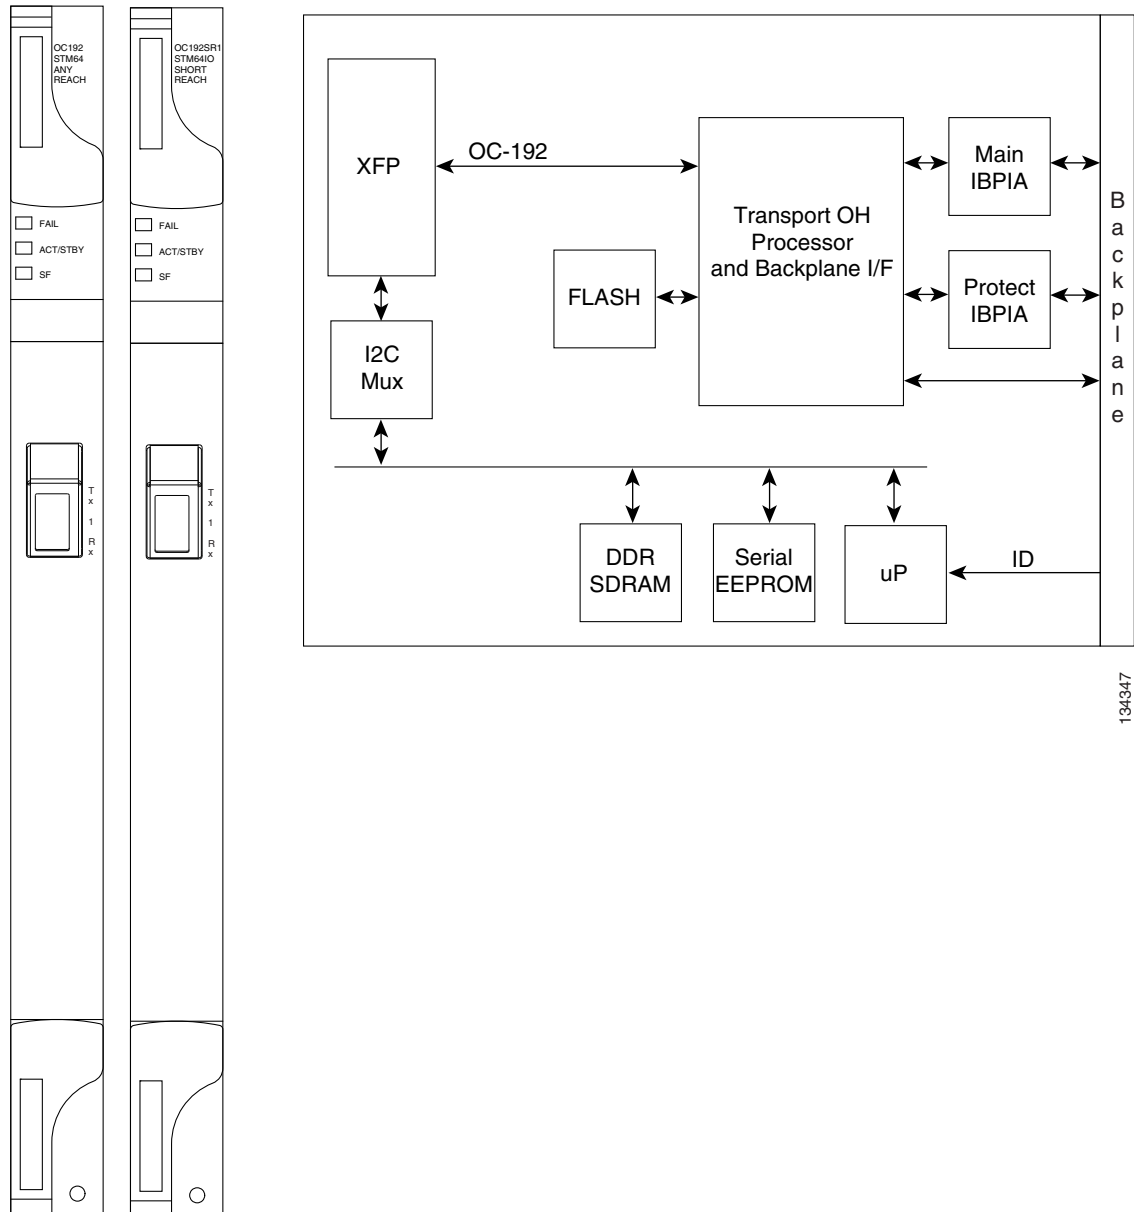 OC192
STM64
ANY
REACH
FAIL
ACT/STBY
SF
Tx
1
Rx
OC192SR1
STM64IO
SHORT
REACH
FAIL
ACT/STBY
SF
Tx
1
Rx
XFP
OC-192
Transport OH
Processor
and Backplane I/F
Main
IBPIA
Protect
IBPIA
FLASH
I2C
Mux
DDR
SDRAM
Serial
EEPROM
uP
ID
Backplane
134347